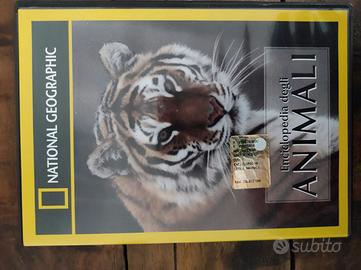 NATIONAL GEOGRAPHIC
Enciclopedia degli
ANIMALI
subito